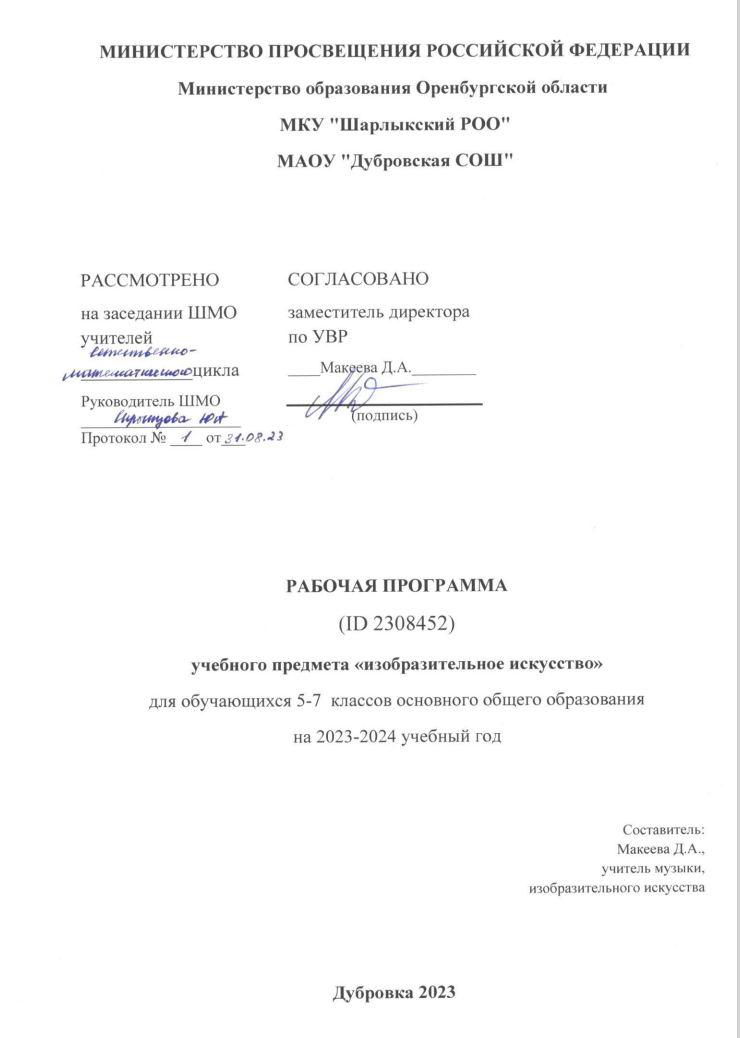 МИНИСТЕРСТВО ПРОСВЕЩЕНИЯ РОССИЙСКОЙ ФЕДЕРАЦИИ
Министерство образования Оренбургской области
МКУ "Шарлыкский РОО"
МАОУ "Дубровская СОШ"
РАССМОТРЕНО
на заседании ШМО
учителей
естественно-
математического цикла
Руководитель ШМО
Ю.А
Протокол № 1 от 31.08.23
СОГЛАСОВАНО
заместитель директора
по УВР
____Макеева Д.А.________
(подпись)
РАБОЧАЯ ПРОГРАММА
(ID 2308452)
учебного предмета «изобразительное искусство»
для обучающихся 5-7 классов основного общего образования
на 2023-2024 учебный год
Составитель:
Макеева Д.А.,
учитель музыки,
изобразительного искусства
Дубровка 2023